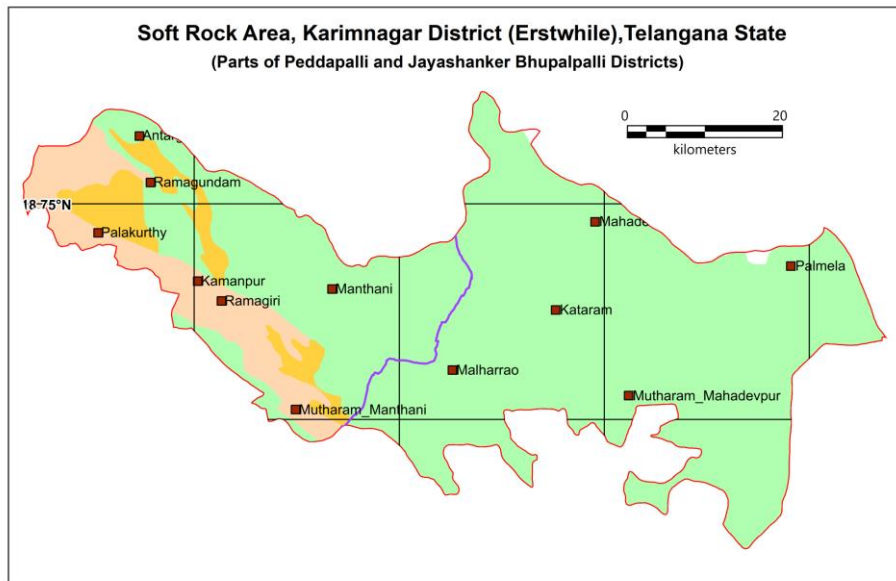 Soft Rock Area, Karimnagar District (Erstwhile),Telangana State
(Parts of Peddapalli and Jayashanker Bhupalpalli Districts)
0 20
kilometers
Ramagundam
18·75°N
Palakurthy
Palmela
Kamanpur
Manthani
Ramagiri
Kataram
Malharrao
Mutharam_Mahadevpur
Mutharam_Manthani